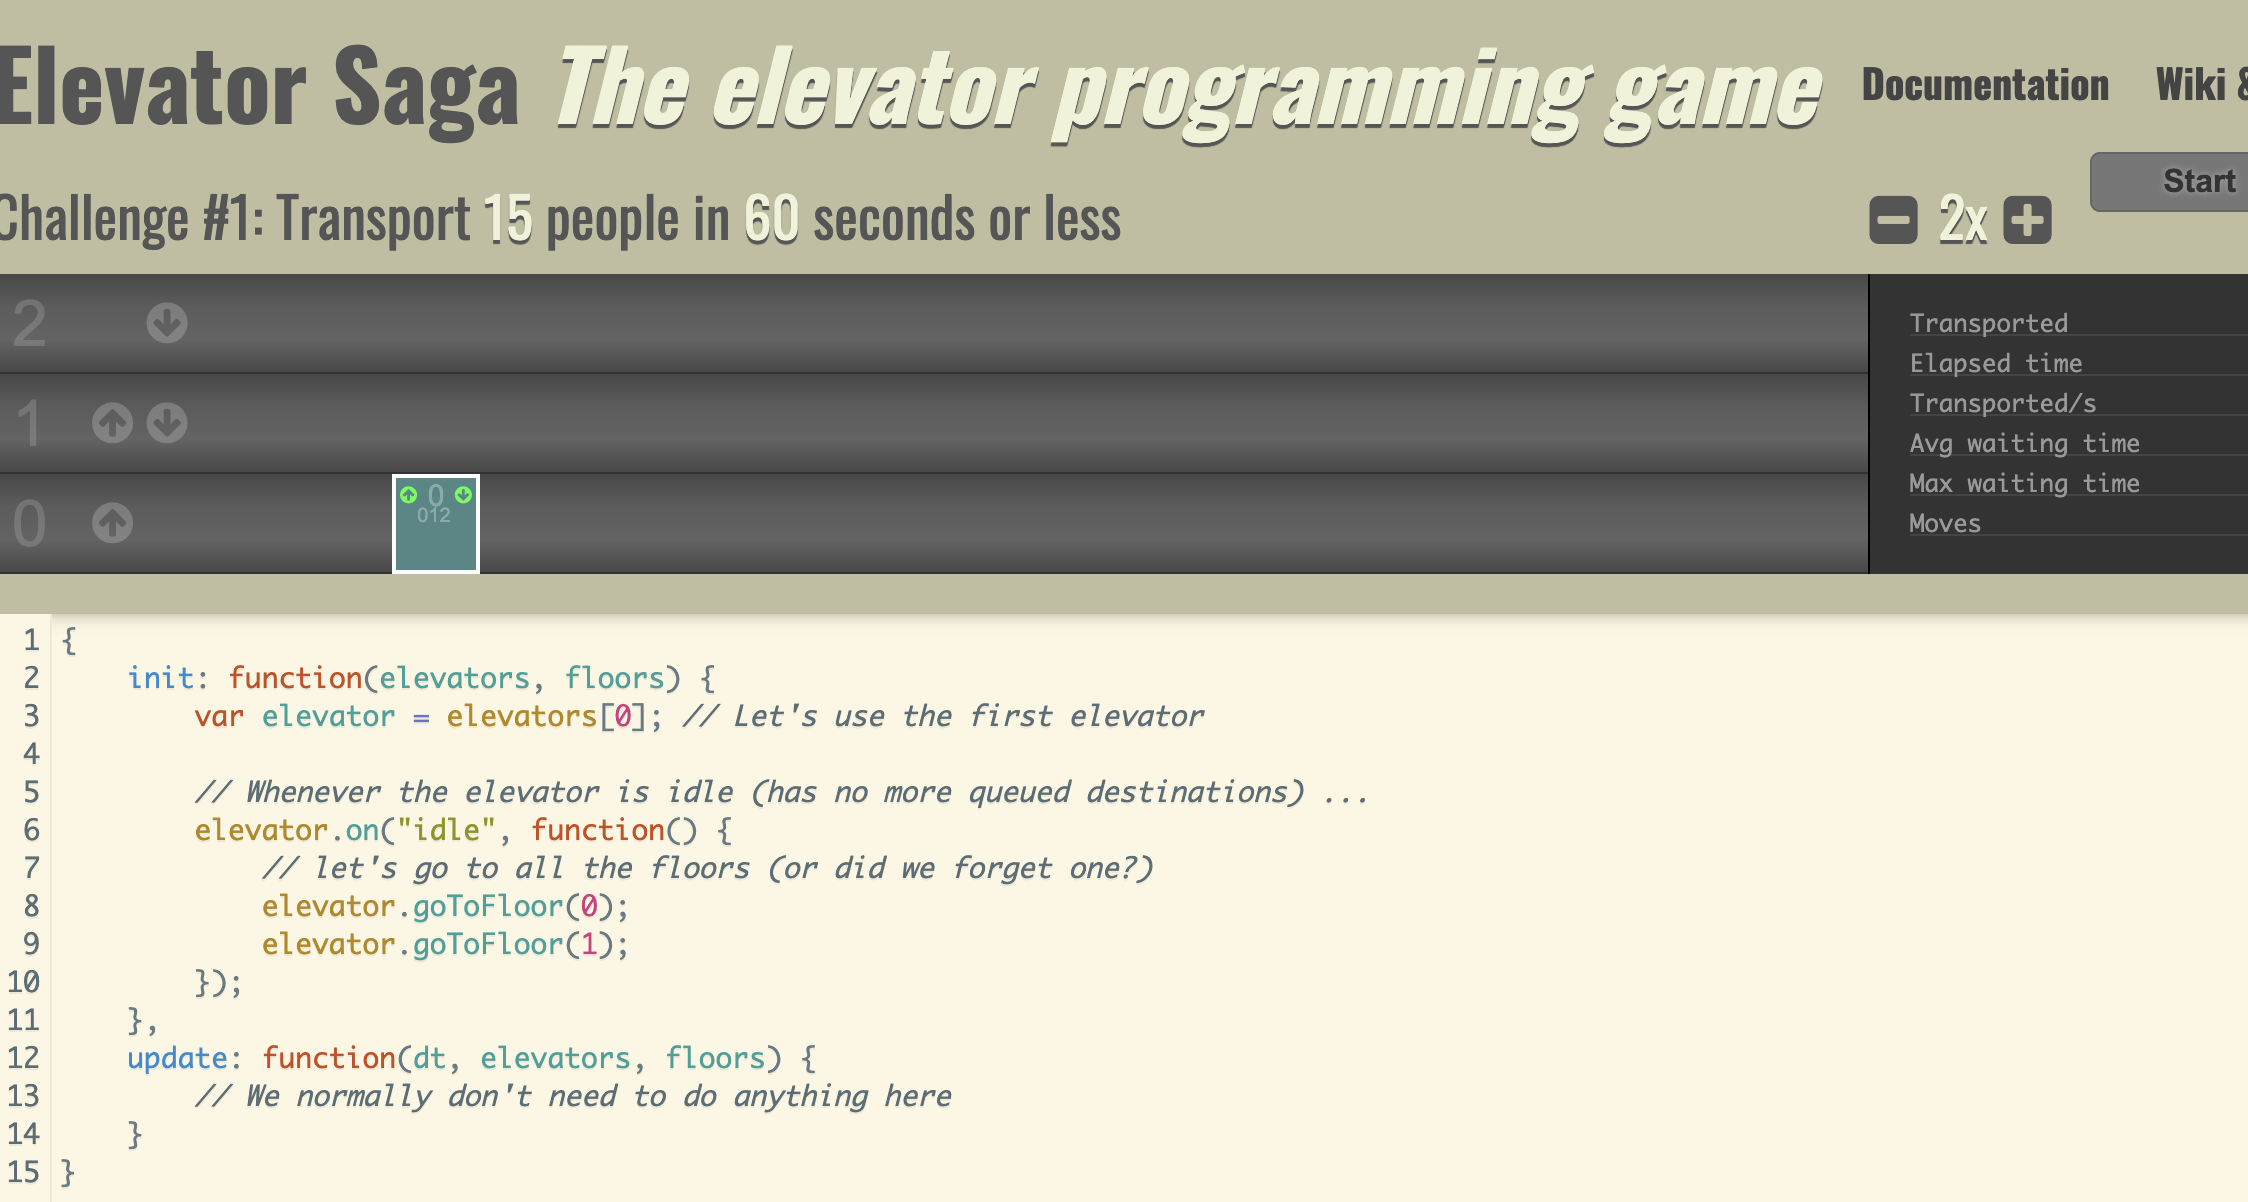 Elevator Saga The elevator programming game Documentation Wiki &
Start
Challenge #1: Transport 15 people in 60 seconds or less 2x
2
1
0
0
012
Transported
Elapsed time
Transported/s
Avg waiting time
Max waiting time
Moves
1 {
2 init: function(elevators, floors) {
3 var elevator = elevators[0]; // Let's use the first elevator
4
5 // Whenever the elevator is idle (has no more queued destinations) ...
6 elevator.on("idle", function() {
7 // let's go to all the floors (or did we forget one?)
8 elevator.goToFloor(0);
9 elevator.goToFloor(1);
10 });
11 },
12 update: function(dt, elevators, floors) {
13 // We normally don't need to do anything here
14 }
15 }